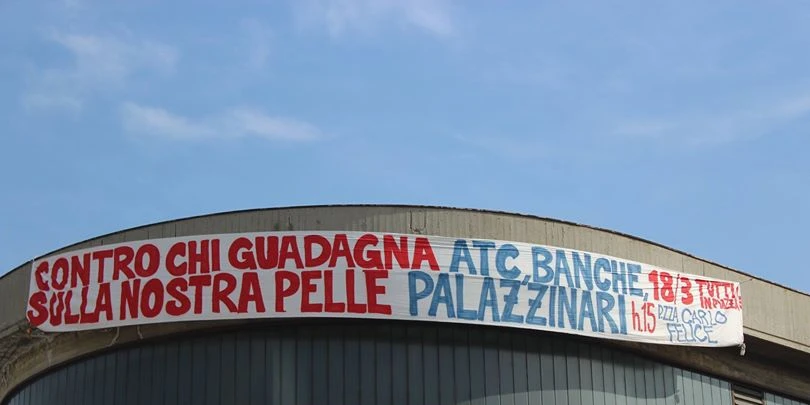 CONTRO CHI GUADAGNA ATC, BANCHE, 18/3 TUTTI
SULLA NOSTRA PELLE PALAZZINARI h.15 IN PIAZZA
P.ZZA CARLO
FELICE